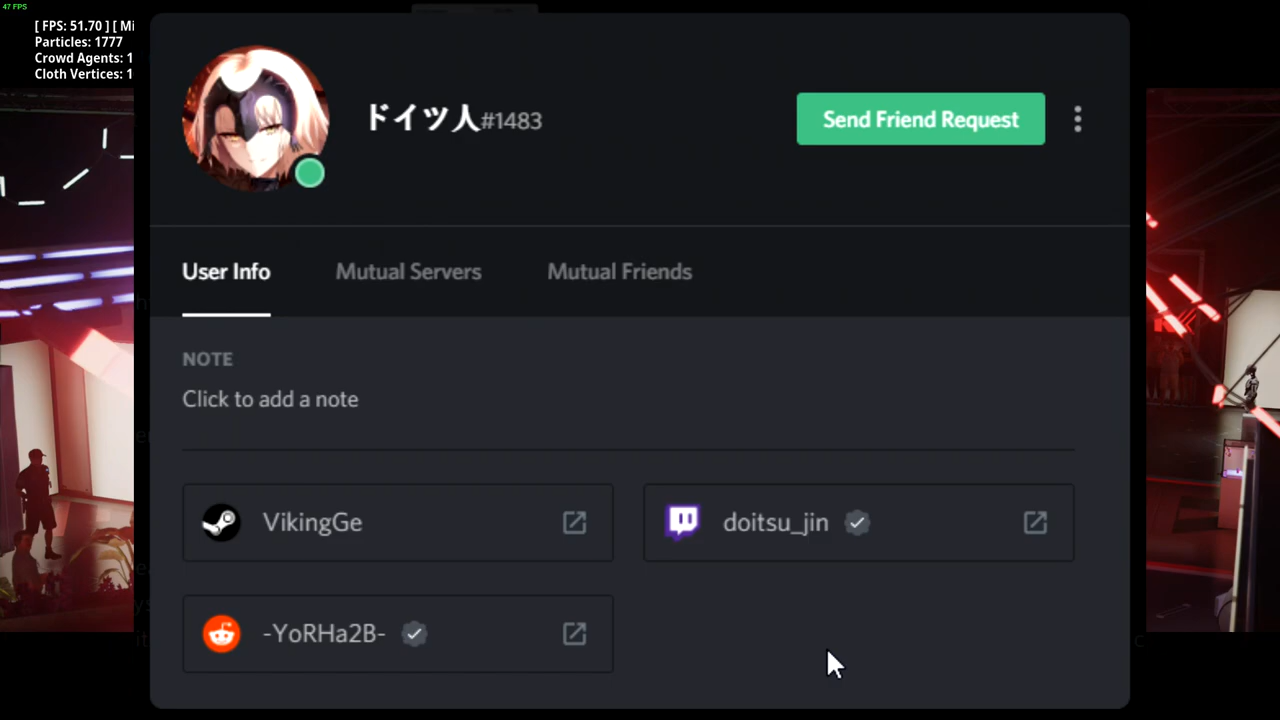 47 FPS
[ FPS: 51.70 ] [ Mi
Particles: 1777
Crowd Agents: 1
Cloth Vertices: 1
ドイツ人#1483
Send Friend Request
User Info
Mutual Servers
Mutual Friends
NOTE
Click to add a note
VikingGe
doitsu_jin
-YoRHa2B-